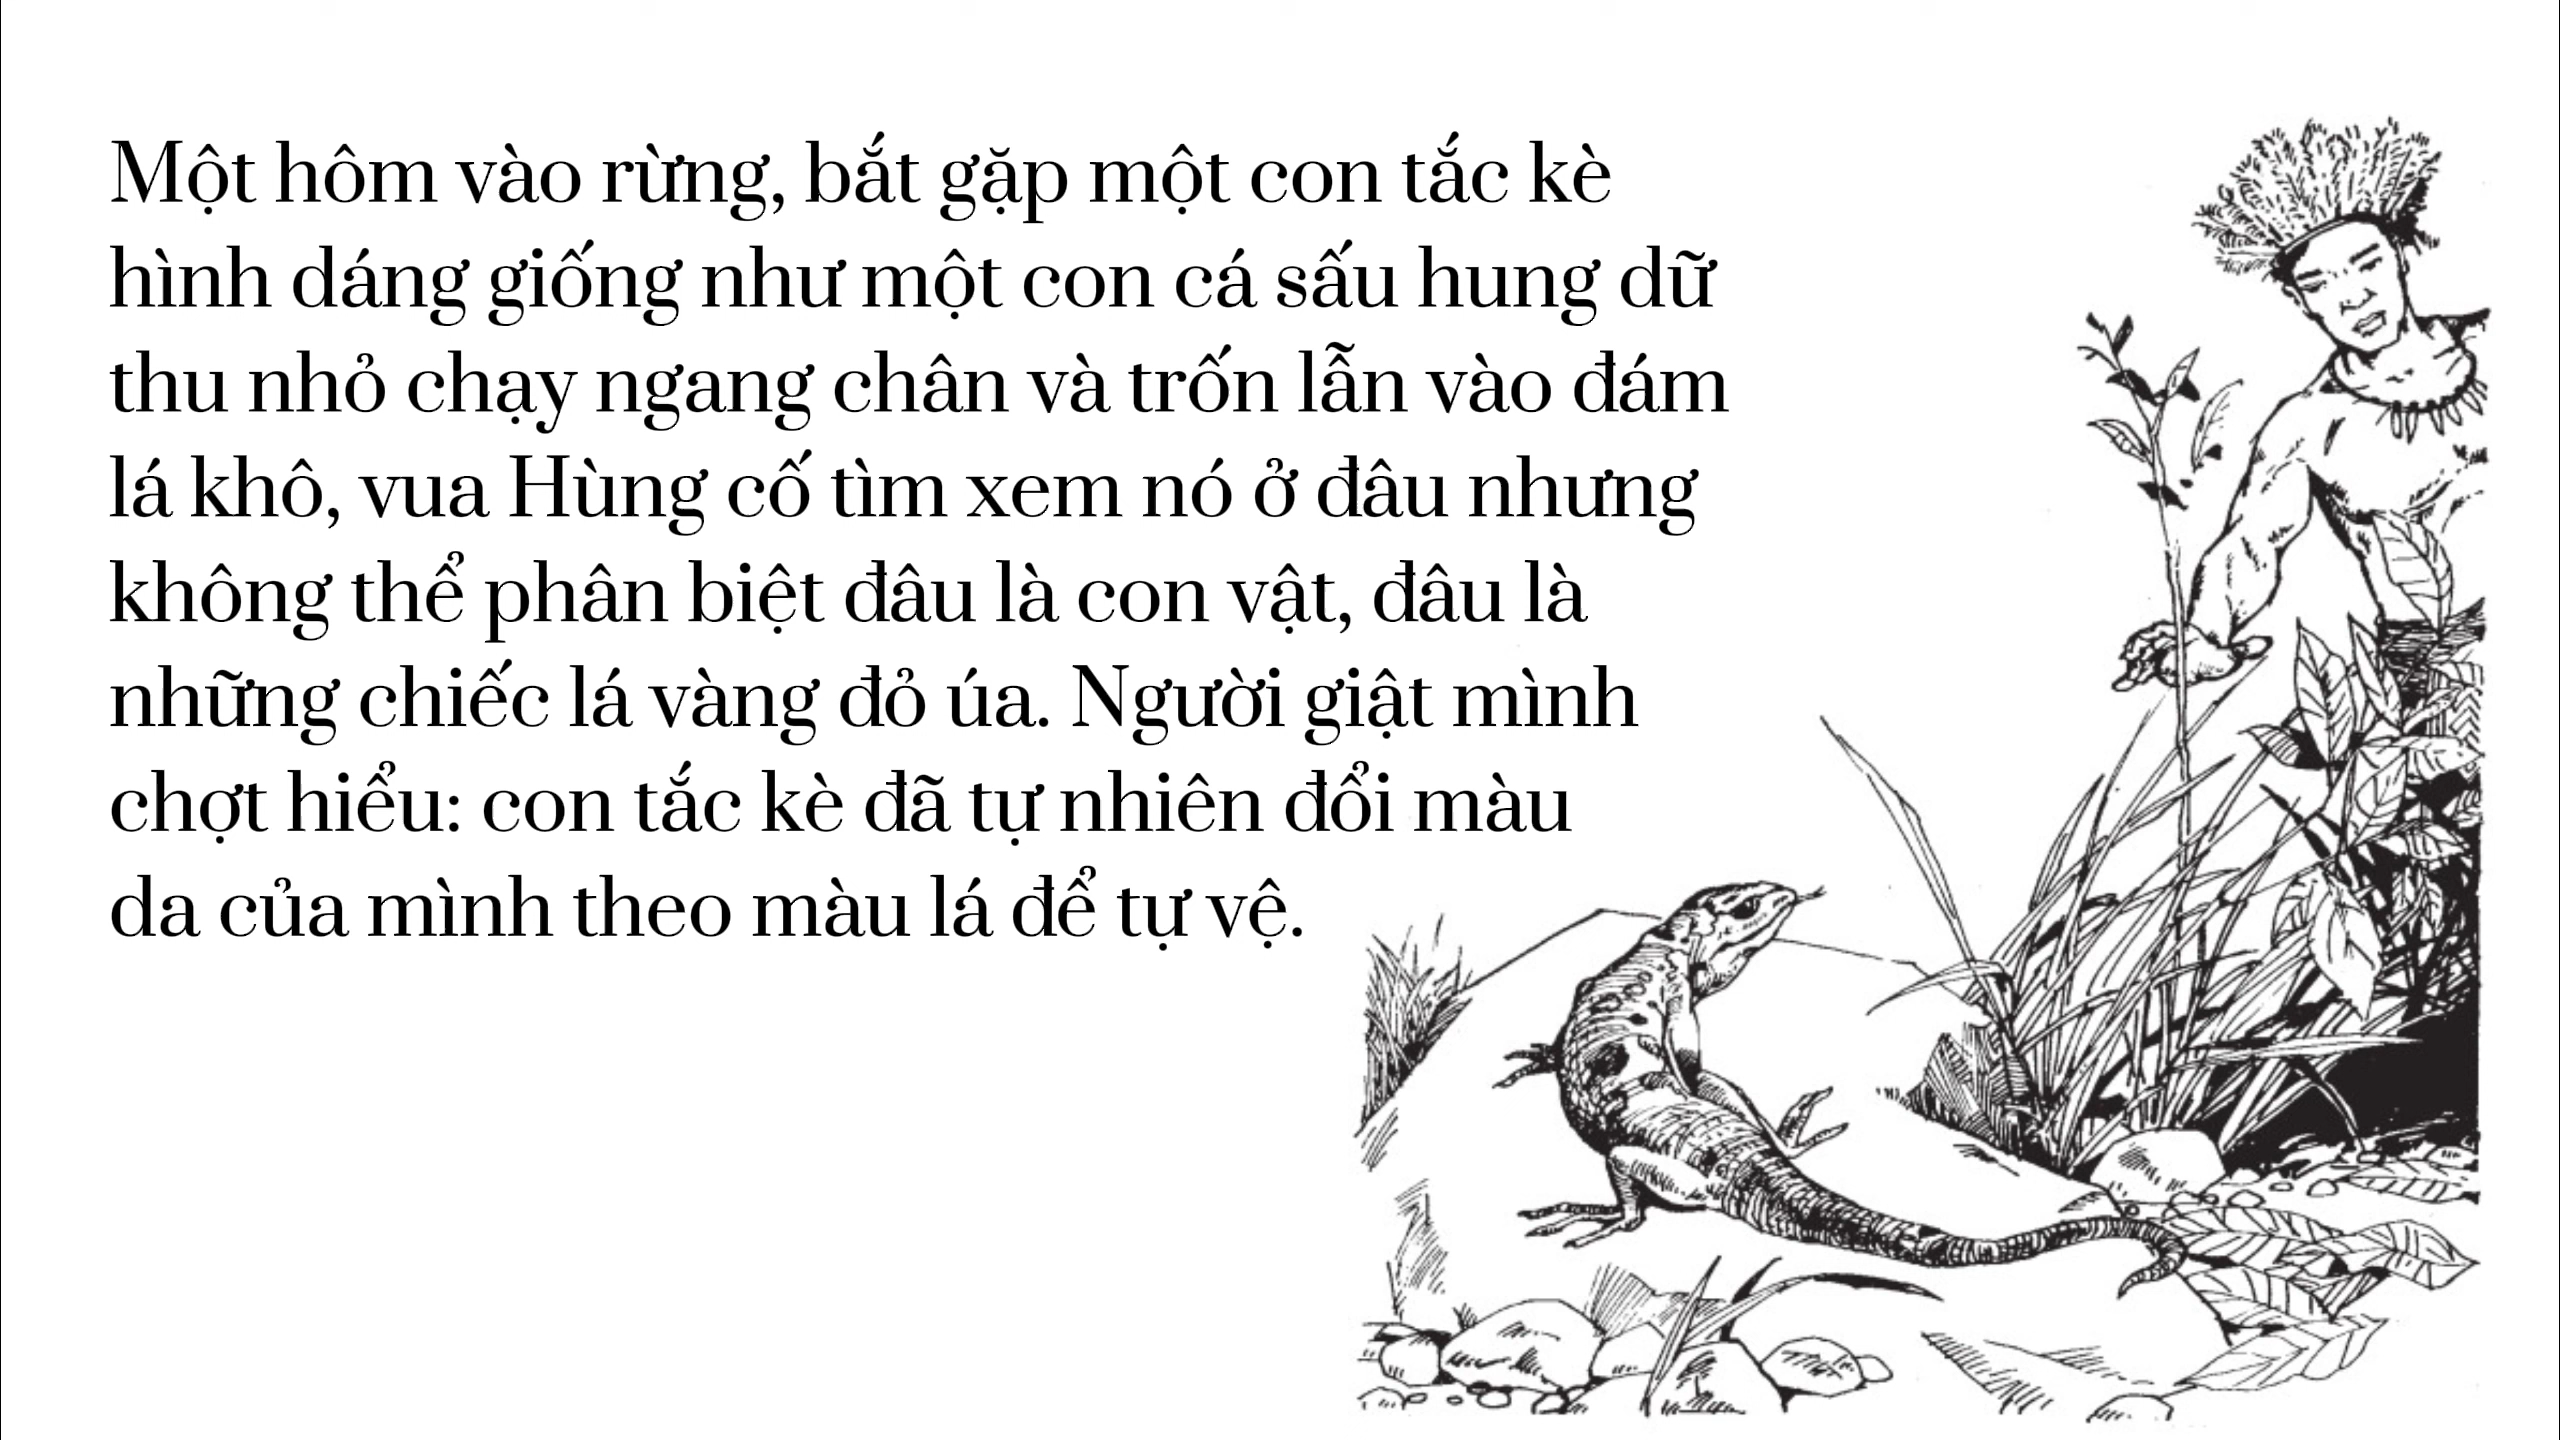 Một hôm vào rừng, bắt gặp một con tắc kè
hình dáng giống như một con cá sấu hung dữ
thu nhỏ chạy ngang chân và trốn lẫn vào đám
lá khô, vua Hùng cố tìm xem nó ở đâu nhưng
không thể phân biệt đâu là con vật, đâu là
những chiếc lá vàng đỏ úa. Người giật mình
chợt hiểu: con tắc kè đã tự nhiên đổi màu
da của mình theo màu lá để tự vệ.